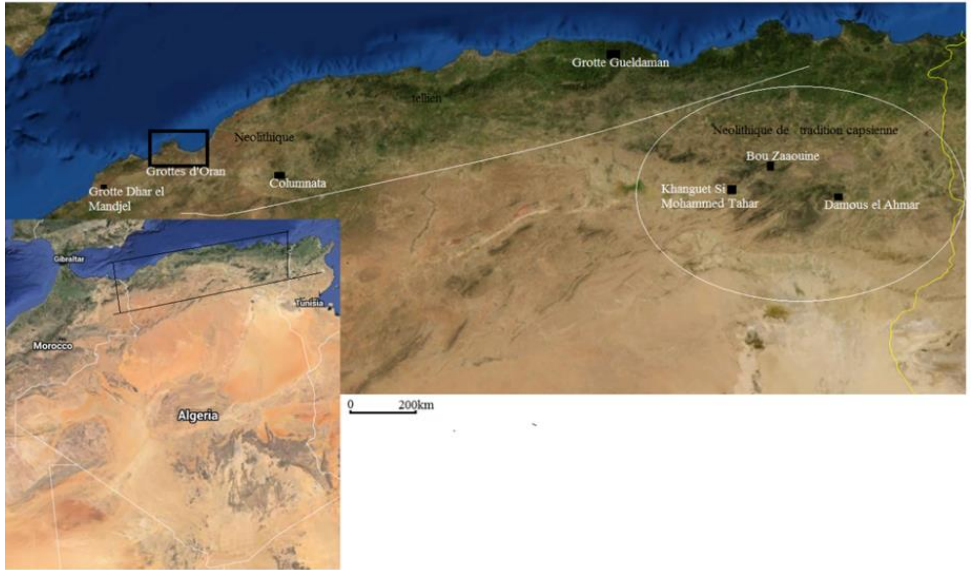 Grotte Gueldaman
tellien
Neolithique
Neolithique de tradition capsienne
Bou Zaaouine
Grottes d'Oran
Columnata
Grotte Dhar el
Mandjel
Khanguet Si
Mohammed Tahar
Damous el Ahmar
Gibraltar
Tunisia
Morocco
Algeria
0 200km